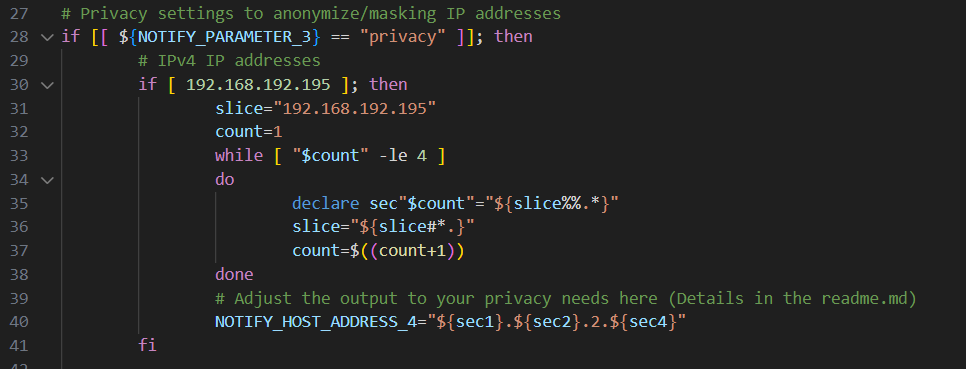 27 # Privacy settings to anonymize/masking IP addresses
28 if [[ ${NOTIFY_PARAMETER_3} == "privacy" ]]; then
29 # IPv4 IP addresses
30 if [ 192.168.192.195 ]; then
31 slice="192.168.192.195"
32 count=1
33 while [ "$count" -le 4 ]
34 do
35 declare sec"$count"="${slice%%.*}"
36 slice="${slice#*.}"
37 count=$((count+1))
38 done
39 # Adjust the output to your privacy needs here (Details in the readme.md)
40 NOTIFY_HOST_ADDRESS_4="${sec1}.${sec2}.2.${sec4}"
41 fi